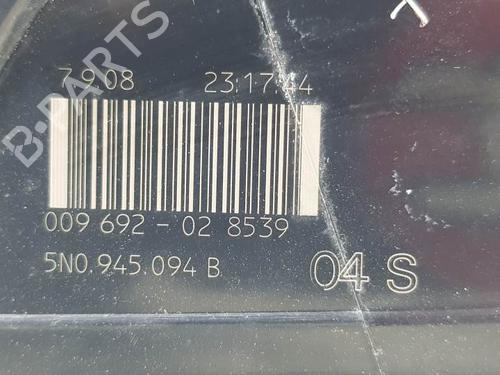 B-PARTS
7.9.08 23:17:44
009 692 - 02 8539
5N0.945.094 B
04 S